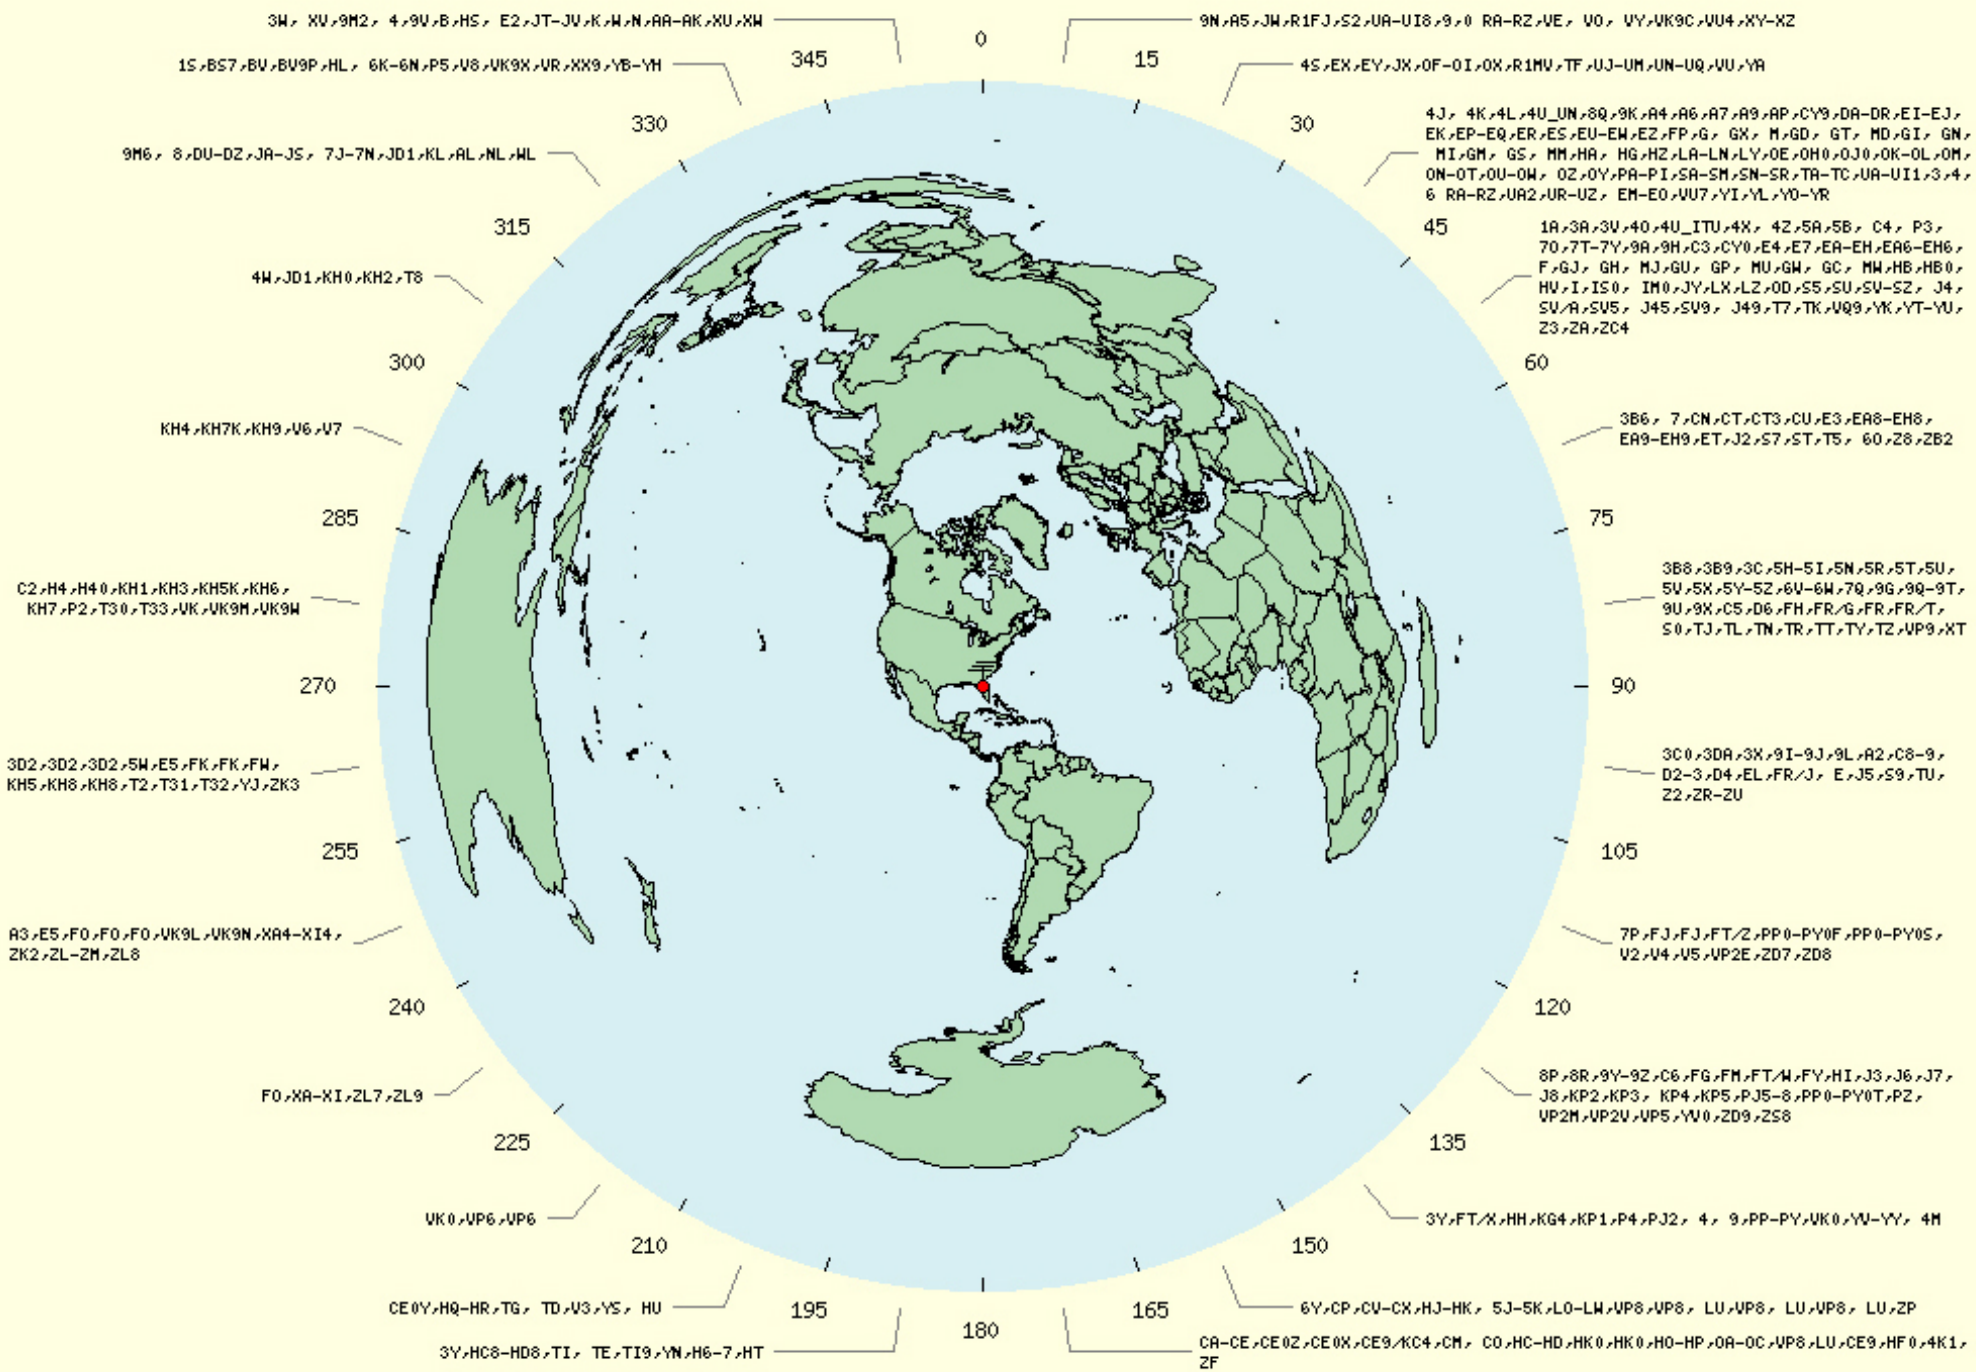 3W, XV,9M2, 4,9V,B,HS, E2,JT-JV,K,W,N,AA-AK,XU,XW
9N,A5,JW,R1FJ,S2,UA-UI8,9,0 RA-RZ,VE, VO, VY,VK9C,VU4,XY-XZ
0
345
15
1S,BS7,BV,BV9P,HL, 6K-6N,P5,V8,VK9X,VR,XX9,YB-YH
4S,EX,EY,JX,OF-OI,OX,R1MV,TF,UJ-UM,UN-UQ,VU,YA
330
30
9M6, 8,DU-DZ,JA-JS, 7J-7N,JD1,KL,AL,NL,WL
4J, 4K,4L,4U_UN,8Q,9K,A4,A6,A7,A9,AP,CY9,DA-DR,EI-EJ,
EK,EP-EQ,ER,ES,EU-EW,EZ,FP,G, GX, M,GD, GT, MD,GI, GN,
MI,GM, GS, MM,HA, HG,HZ,LA-LN,LY,OE,OH0,OJ0,OK-OL,OM,
ON-OT,OU-OW, OZ,OY,PA-PI,SA-SM,SN-SR,TA-TC,UA-UI1,3,4,
6 RA-RZ,UA2,UR-UZ, EM-EO,VU7,YI,YL,YO-YR
315
45
1A,3A,3V,4O,4U_ITU,4X, 4Z,5A,5B, C4, P3,
7O,7T-7Y,9A,9H,C3,CY0,E4,E7,EA-EH,EA6-EH6,
F,GJ, GH, MJ,GU, GP, MU,GW, GC, MW,HB,HB0,
HV,I,IS0, IM0,JY,LX,LZ,OD,S5,SU,SV-SZ, J4,
SV/A,SV5, J45,SV9, J49,T7,TK,VQ9,YK,YT-YU,
Z3,ZA,ZC4
4W,JD1,KH0,KH2,T8
300
60
KH4,KH7K,KH9,V6,V7
3B6, 7,CN,CT,CT3,CU,E3,EA8-EH8,
EA9-EH9,ET,J2,S7,ST,T5, 6O,Z8,ZB2
285
75
C2,H4,H40,KH1,KH3,KH5K,KH6,
KH7,P2,T30,T33,VK,VK9M,VK9W
3B8,3B9,3C,5H-5I,5N,5R,5T,5U,
5V,5X,5Y-5Z,6V-6W,7Q,9G,9Q-9T,
9U,9X,C5,D6,FH,FR/G,FR,FR/T,
S0,TJ,TL,TN,TR,TT,TY,TZ,VP9,XT
270
90
3D2,3D2,3D2,5W,E5,FK,FK,FW,
KH5,KH8,KH8,T2,T31,T32,YJ,ZK3
3C0,3DA,3X,9I-9J,9L,A2,C8-9,
D2-3,D4,EL,FR/J, E,J5,S9,TU,
Z2,ZR-ZU
255
105
A3,E5,FO,FO,FO,VK9L,VK9N,XA4-XI4,
ZK2,ZL-ZM,ZL8
7P,FJ,FJ,FT/Z,PP0-PY0F,PP0-PY0S,
V2,V4,V5,VP2E,ZD7,ZD8
240
120
FO,XA-XI,ZL7,ZL9
8P,8R,9Y-9Z,C6,FG,FM,FT/W,FY,HI,J3,J6,J7,
J8,KP2,KP3, KP4,KP5,PJ5-8,PP0-PY0T,PZ,
VP2M,VP2V,VP5,YV0,ZD9,ZS8
225
135
VK0,VP6,VP6
3Y,FT/X,HH,KG4,KP1,P4,PJ2, 4, 9,PP-PY,VK0,YV-YY, 4M
210
150
CE0Y,HQ-HR,TG, TD,V3,YS, HU
6Y,CP,CV-CX,HJ-HK, 5J-5K,LO-LW,VP8,VP8, LU,VP8, LU,VP8, LU,ZP
195
165
180
3Y,HC8-HD8,TI, TE,TI9,YN,H6-7,HT
CA-CE,CE0Z,CE0X,CE9/KC4,CM, CO,HC-HD,HK0,HK0,HO-HP,OA-OC,VP8,LU,CE9,HF0,4K1,
ZF